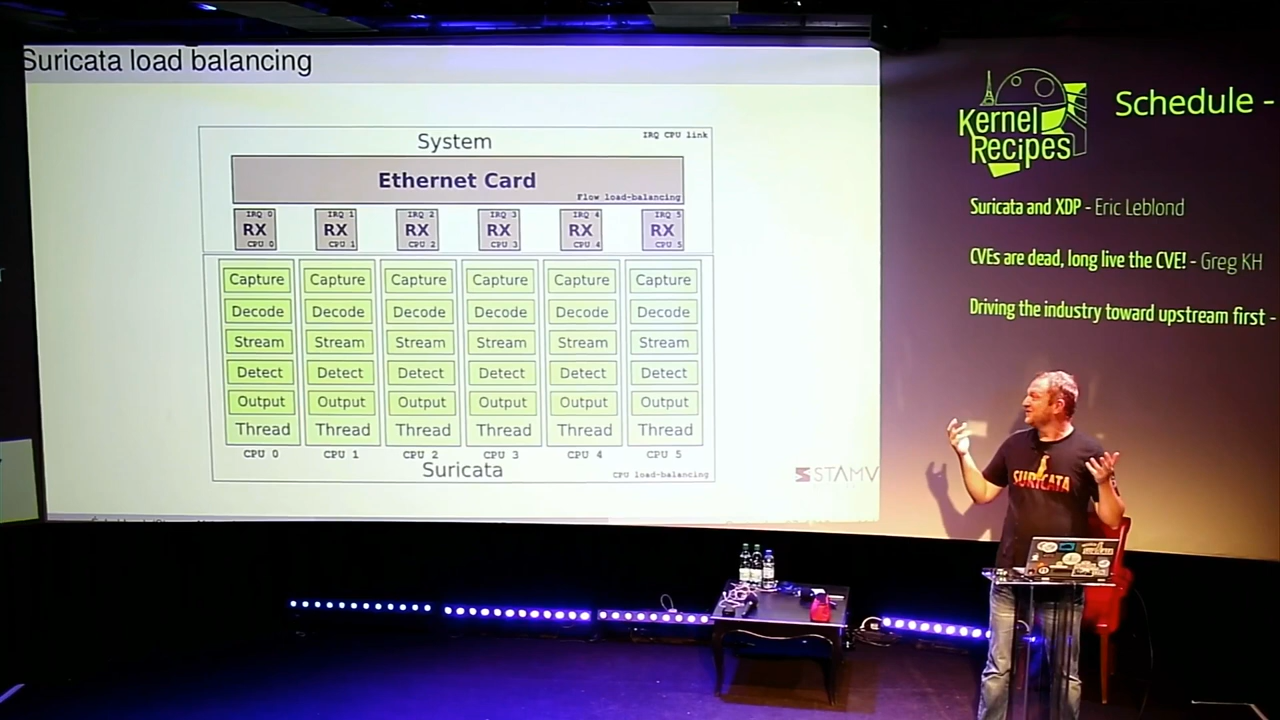 Suricata load balancing
System
IRQ CPU link
Ethernet Card
Flow load-balancing
IRQ 0 IRQ 1 IRQ 2 IRQ 3 IRQ 4 IRQ 5
RX RX RX RX RX RX
CPU 0 CPU 1 CPU 2 CPU 3 CPU 4 CPU 5
Capture Capture Capture Capture Capture Capture
Decode Decode Decode Decode Decode Decode
Stream Stream Stream Stream Stream Stream
Detect Detect Detect Detect Detect Detect
Output Output Output Output Output Output
Thread Thread Thread Thread Thread Thread
CPU 0 CPU 1 CPU 2 CPU 3 CPU 4 CPU 5
Suricata
CPU load-balancing
STAMV
Kernel
Recipes
Schedule -
Suricata and XDP - Eric Leblond
CVEs are dead, long live the CVE! - Greg KH
Driving the industry toward upstream first -
SURICATA